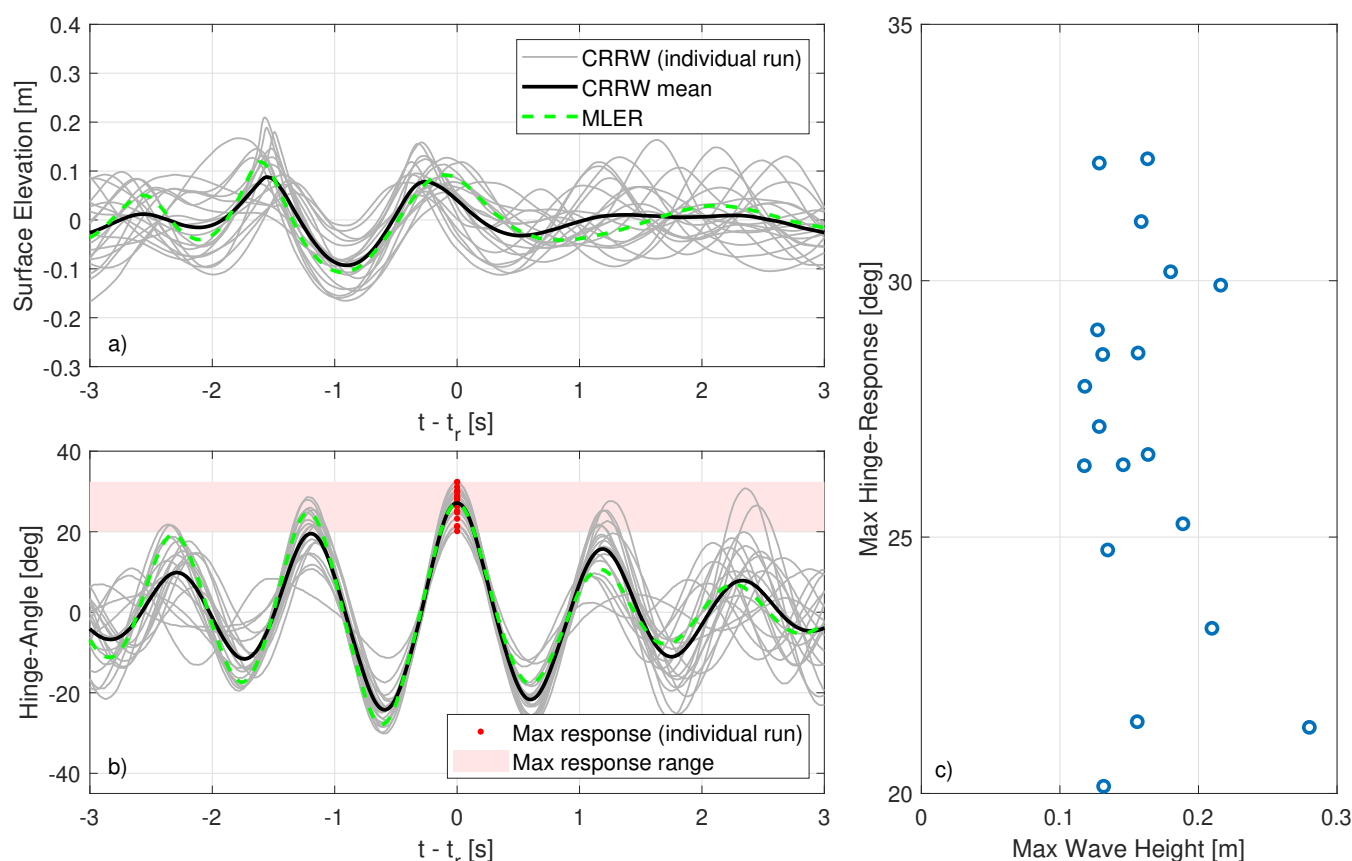 0.4
0.3
0.2
0.1
0
-0.1
-0.2
-0.3
Surface Elevation [m]
CRRW (individual run)
CRRW mean
MLER
a)
-3 -2 -1 0 1 2 3
t - t_r [s]
40
20
0
-20
-40
Hinge-Angle [deg]
Max response (individual run)
Max response range
b)
-3 -2 -1 0 1 2 3
t - t_r [s]
35
30
25
20
Max Hinge-Response [deg]
c)
0 0.1 0.2 0.3
Max Wave Height [m]